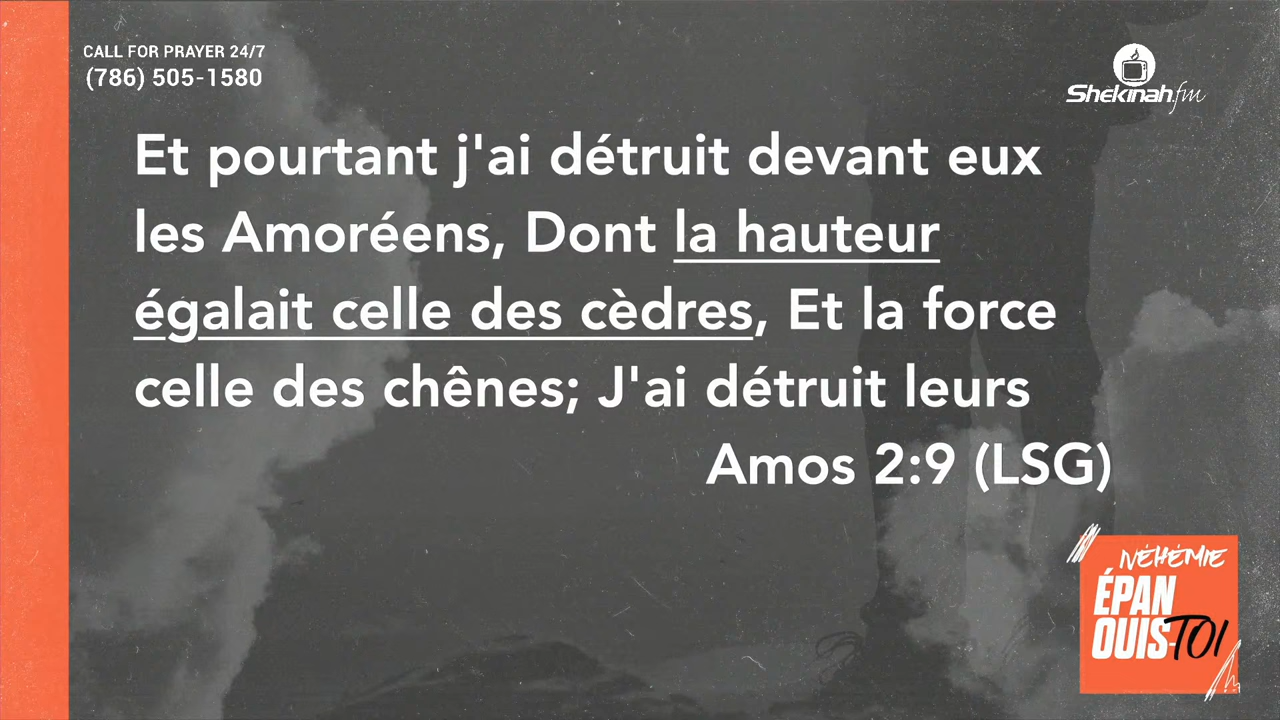 CALL FOR PRAYER 24/7
(786) 505-1580
Shekinah.fm
Et pourtant j'ai détruit devant eux
les Amoréens, Dont la hauteur
égalait celle des cèdres, Et la force
celle des chênes; J'ai détruit leurs
Amos 2:9 (LSG)
NÉHÉMIE
ÉPAN
OUIS-TOI